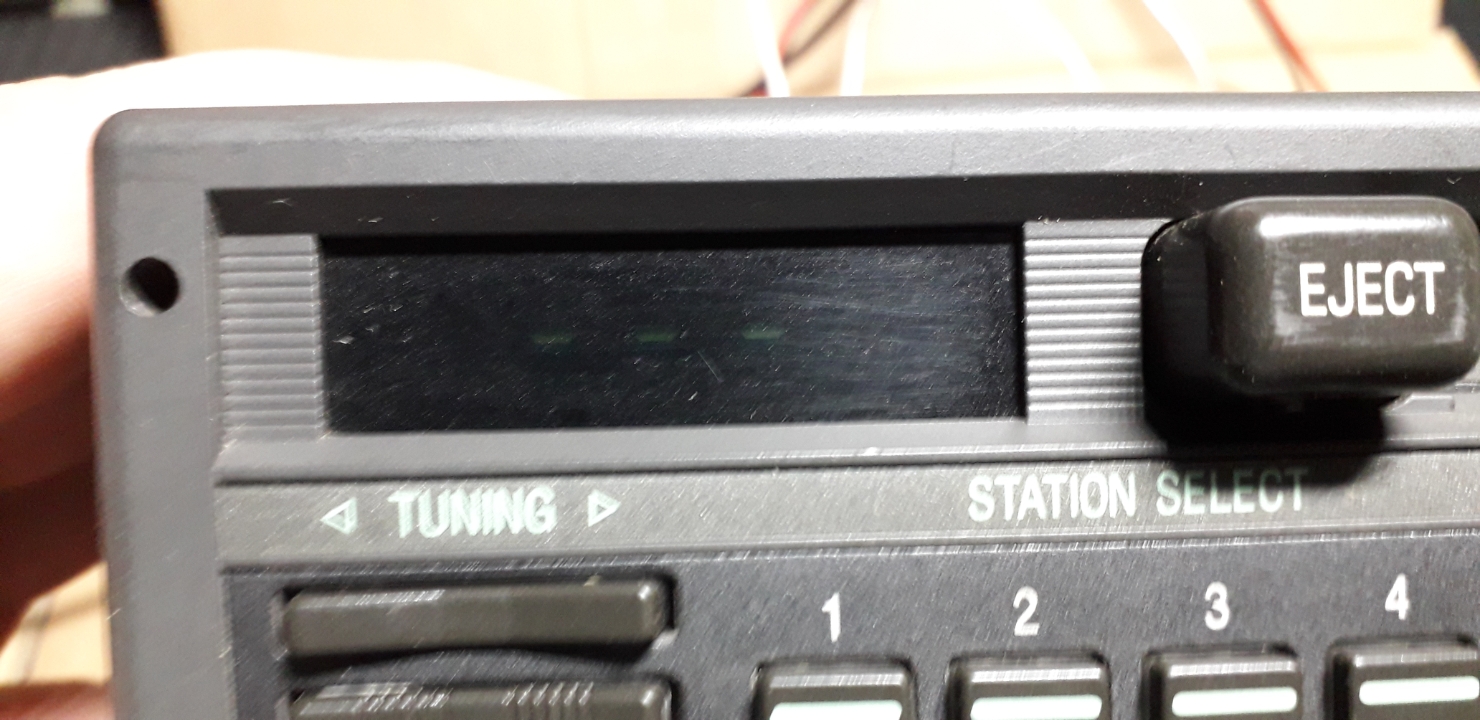 - - -
EJECT
◁ TUNING ▷
STATION SELECT
1 2 3 4